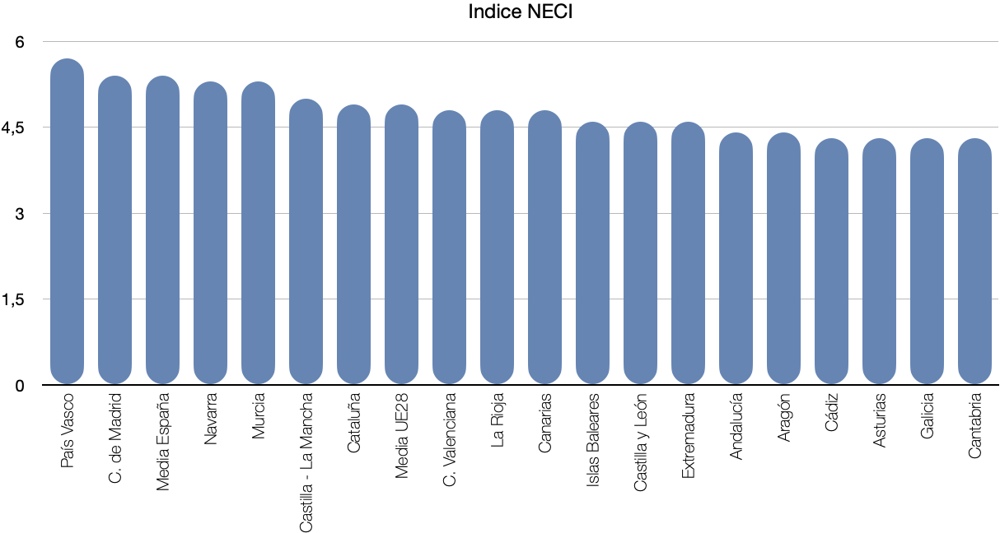 Indice NECI
6
4,5
3
1,5
0
País Vasco
C. de Madrid
Media España
Navarra
Murcia
Castilla - La Mancha
Cataluña
Media UE28
C. Valenciana
La Rioja
Canarias
Islas Baleares
Castilla y León
Extremadura
Andalucía
Aragón
Cádiz
Asturias
Galicia
Cantabria